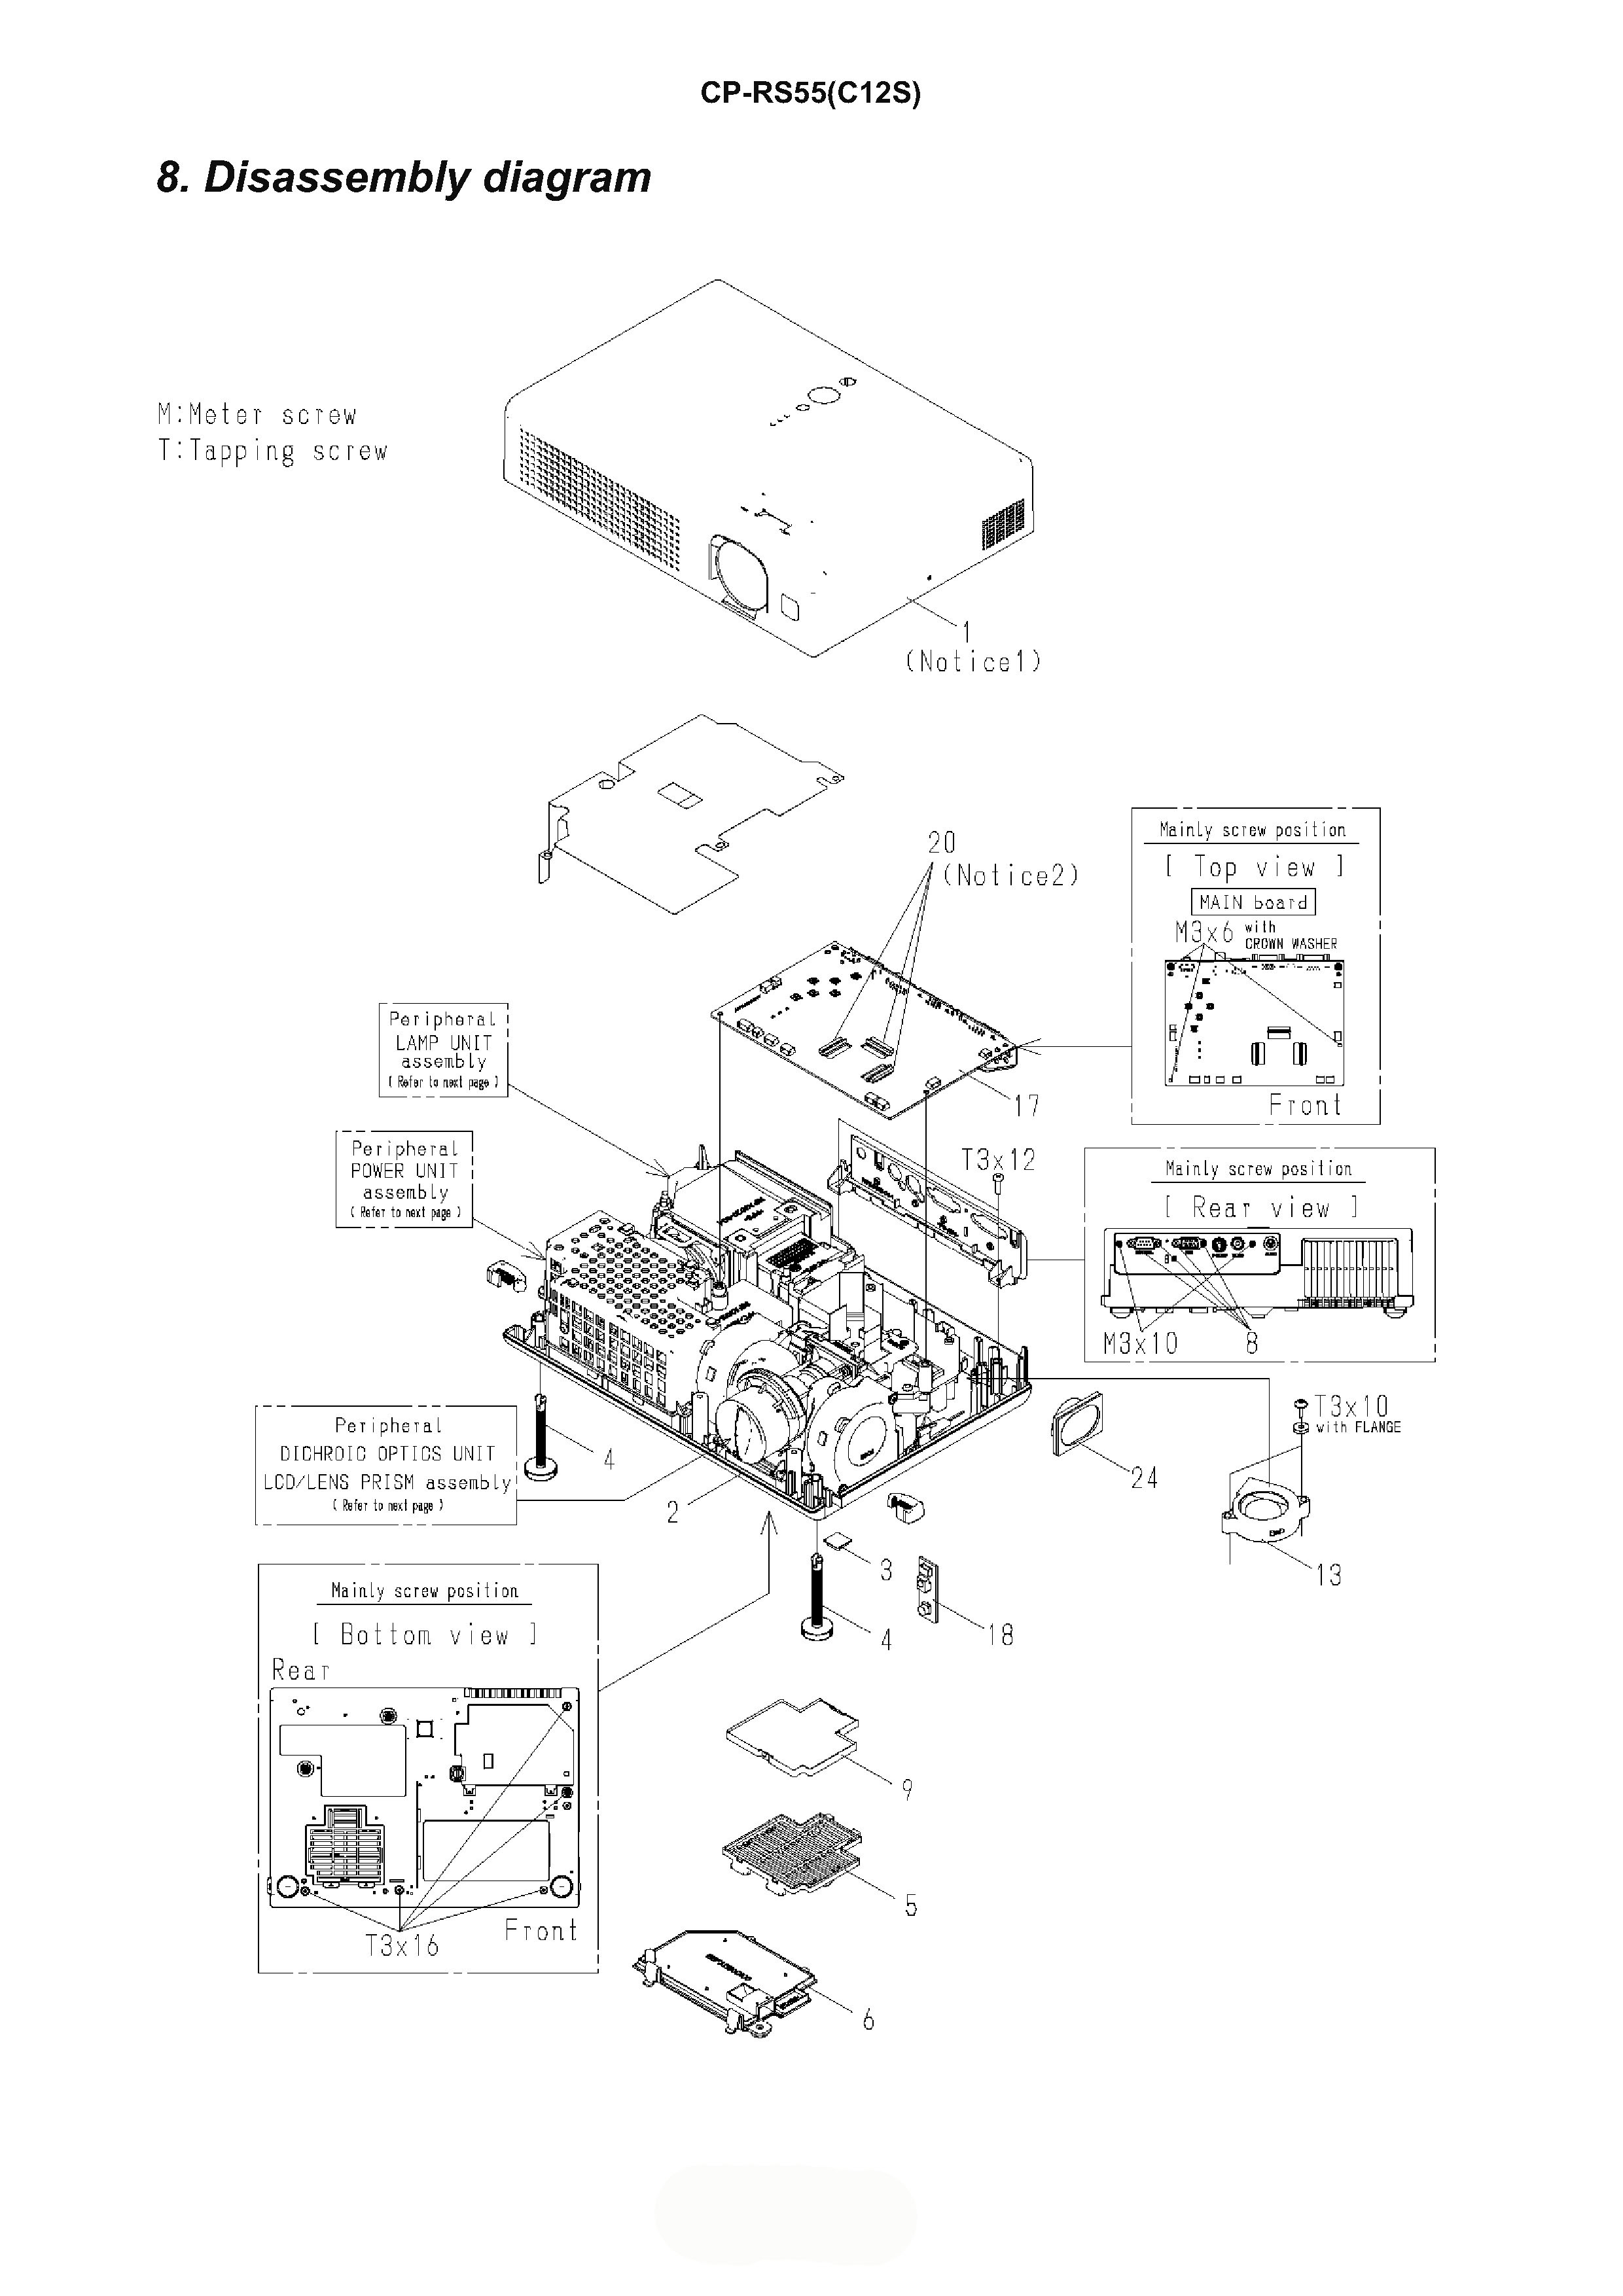 CP-RS55(C12S)
8. Disassembly diagram
M:Meter screw
T:Tapping screw
1
(Notice1)
20
(Notice2)
Mainly screw position
[ Top view ]
MAIN board
M3x6 with
CROWN WASHER
Front
Peripheral
LAMP UNIT
assembly
( Refer to next page )
17
Peripheral
POWER UNIT
assembly
( Refer to next page )
T3x12
Mainly screw position
[ Rear view ]
M3x10
8
T3x10
with FLANGE
Peripheral
DICHROIC OPTICS UNIT
LCD/LENS PRISM assembly
( Refer to next page )
4
2
24
13
3
18
4
Mainly screw position
[ Bottom view ]
Rear
T3x16
Front
9
5
6